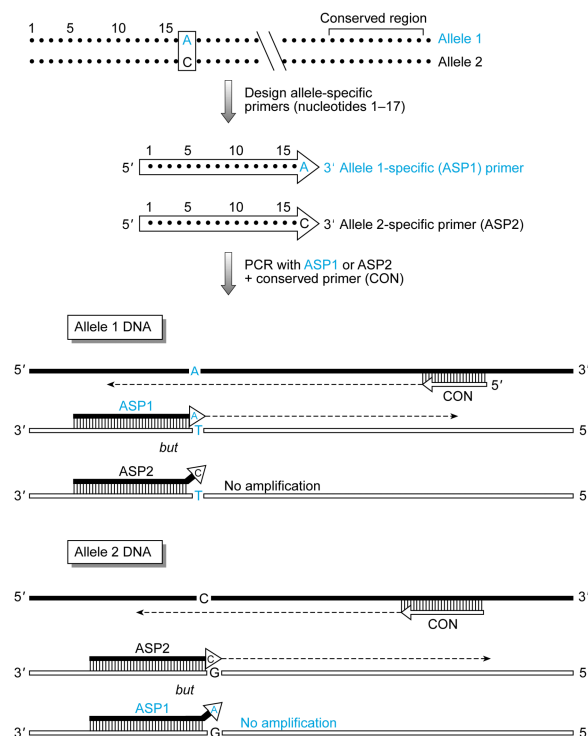 Conserved region
1 5 10 15
A Allele 1
C Allele 2
Design allele-specific
primers (nucleotides 1–17)
1 5 10 15
5′ A 3′ Allele 1-specific (ASP1) primer
1 5 10 15
5′ C 3′ Allele 2-specific primer (ASP2)
PCR with ASP1 or ASP2
+ conserved primer (CON)
Allele 1 DNA
5′ A 3′
5′
CON
ASP1
A
3′ T 5′
but
ASP2
C
No amplification
3′ T 5′
Allele 2 DNA
5′ C 3′
CON
ASP2
C
3′ G 5′
but
ASP1
A
No amplification
3′ G 5′